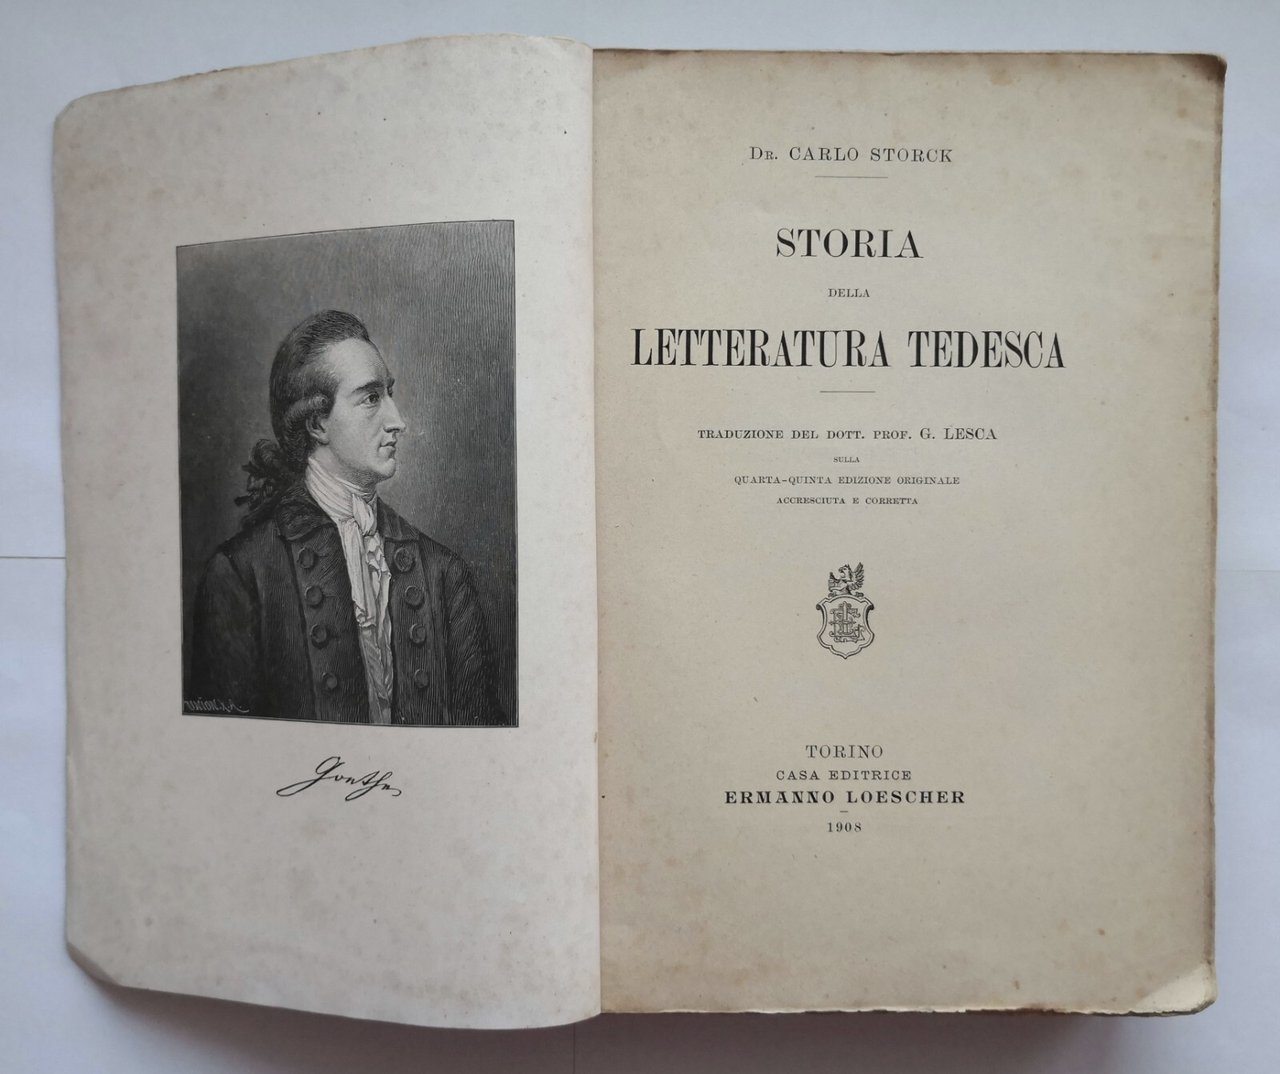 Goethe
Dr. CARLO STORCK
STORIA
DELLA
LETTERATURA TEDESCA
TRADUZIONE DEL DOTT. PROF. G. LESCA
SULLA
QUARTA-QUINTA EDIZIONE ORIGINALE
ACCRESCIUTA E CORRETTA
TORINO
CASA EDITRICE
ERMANNO LOESCHER
1908